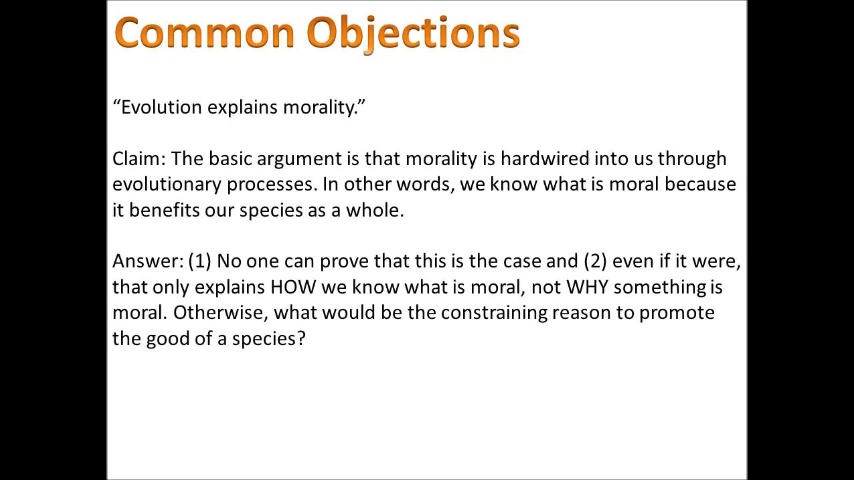 Common Objections
“Evolution explains morality.”
Claim: The basic argument is that morality is hardwired into us through
evolutionary processes. In other words, we know what is moral because
it benefits our species as a whole.
Answer: (1) No one can prove that this is the case and (2) even if it were,
that only explains HOW we know what is moral, not WHY something is
moral. Otherwise, what would be the constraining reason to promote
the good of a species?